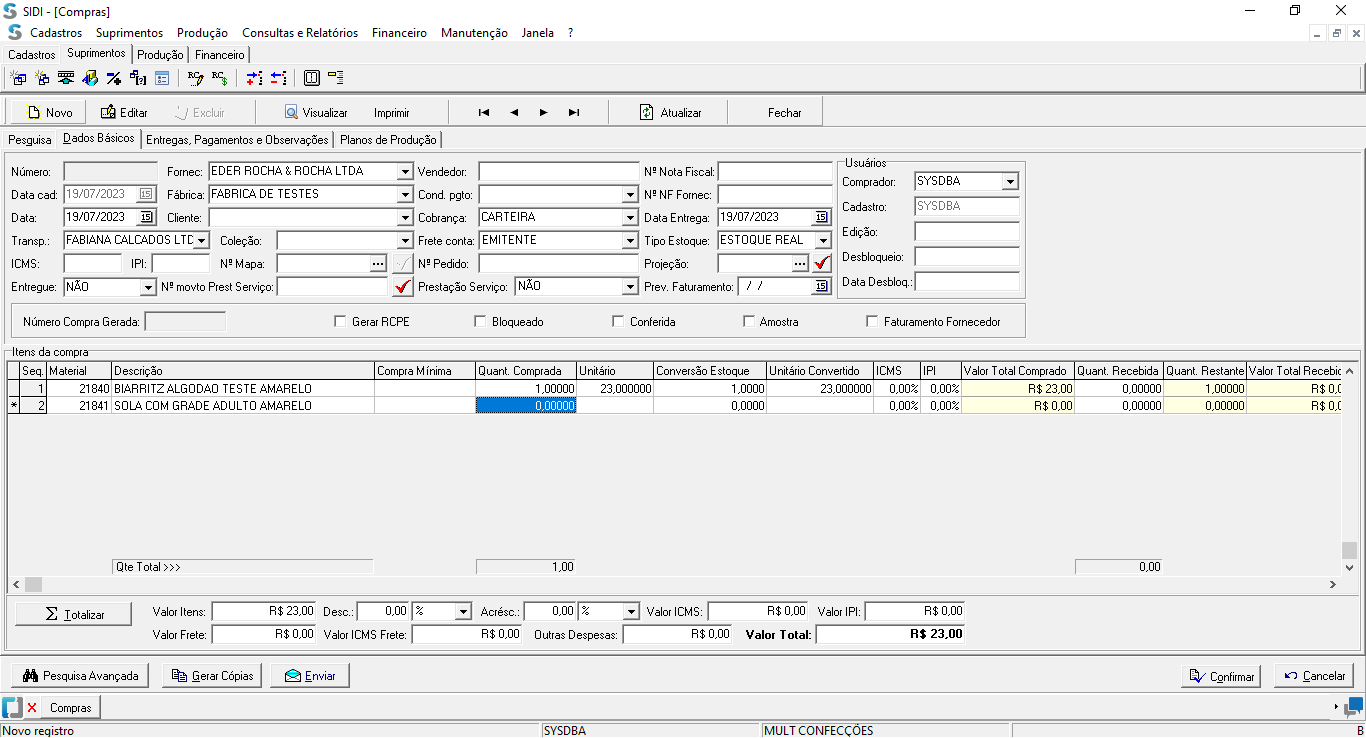 SIDI - [Compras]
Cadastros Suprimentos Produção Consultas e Relatórios Financeiro Manutenção Janela ?
Cadastros Suprimentos Produção Financeiro
Novo Editar Excluir Visualizar Imprimir Atualizar Fechar
Pesquisa Dados Básicos Entregas, Pagamentos e Observações Planos de Produção
Número: Fornec: EDER ROCHA & ROCHA LTDA Vendedor: Nº Nota Fiscal: Usuários
Data cad: 19/07/2023 15 Fábrica: FABRICA DE TESTES Cond. pgto: Nº NF Fornec: Comprador: SYSDBA
Data: 19/07/2023 15 Cliente: Cobrança: CARTEIRA Data Entrega: 19/07/2023 15 Cadastro: SYSDBA
Transp.: FABIANA CALCADOS LTC Coleção: Frete conta: EMITENTE Tipo Estoque: ESTOQUE REAL Edição:
ICMS: IPI: Nº Mapa: ... Nº Pedido: Projeção: ... Desbloqueio:
Entregue: NÃO Nº movto Prest Serviço: Prestação Serviço: NÃO Prev. Faturamento: / / 15 Data Desbloq.:
Número Compra Gerada: Gerar RCPE Bloqueado Conferida Amostra Faturamento Fornecedor
Itens da compra
Seq. Material Descrição Compra Mínima Quant. Comprada Unitário Conversão Estoque Unitário Convertido ICMS IPI Valor Total Comprado Quant. Recebida Quant. Restante Valor Total Recebid
1 21840 BIARRITZ ALGODAO TESTE AMARELO 1,00000 23,000000 1,0000 23,000000 0,00% 0,00% R$ 23,00 0,00000 1,00000 R$ 0,0
* 2 21841 SOLA COM GRADE ADULTO AMARELO 0,00000 0,0000 0,00% 0,00% R$ 0,00 0,00000 0,00000 R$ 0,0
Qte Total >>> 1,00 0,00
Σ Totalizar Valor Itens: R$ 23,00 Desc.: 0,00 % Acrésc.: 0,00 % Valor ICMS: R$ 0,00 Valor IPI: R$ 0,00
Valor Frete: R$ 0,00 Valor ICMS Frete: R$ 0,00 Outras Despesas: R$ 0,00 Valor Total: R$ 23,00
Pesquisa Avançada Gerar Cópias Enviar Confirmar Cancelar
Compras
Novo registro SYSDBA MULT CONFECÇÕES B